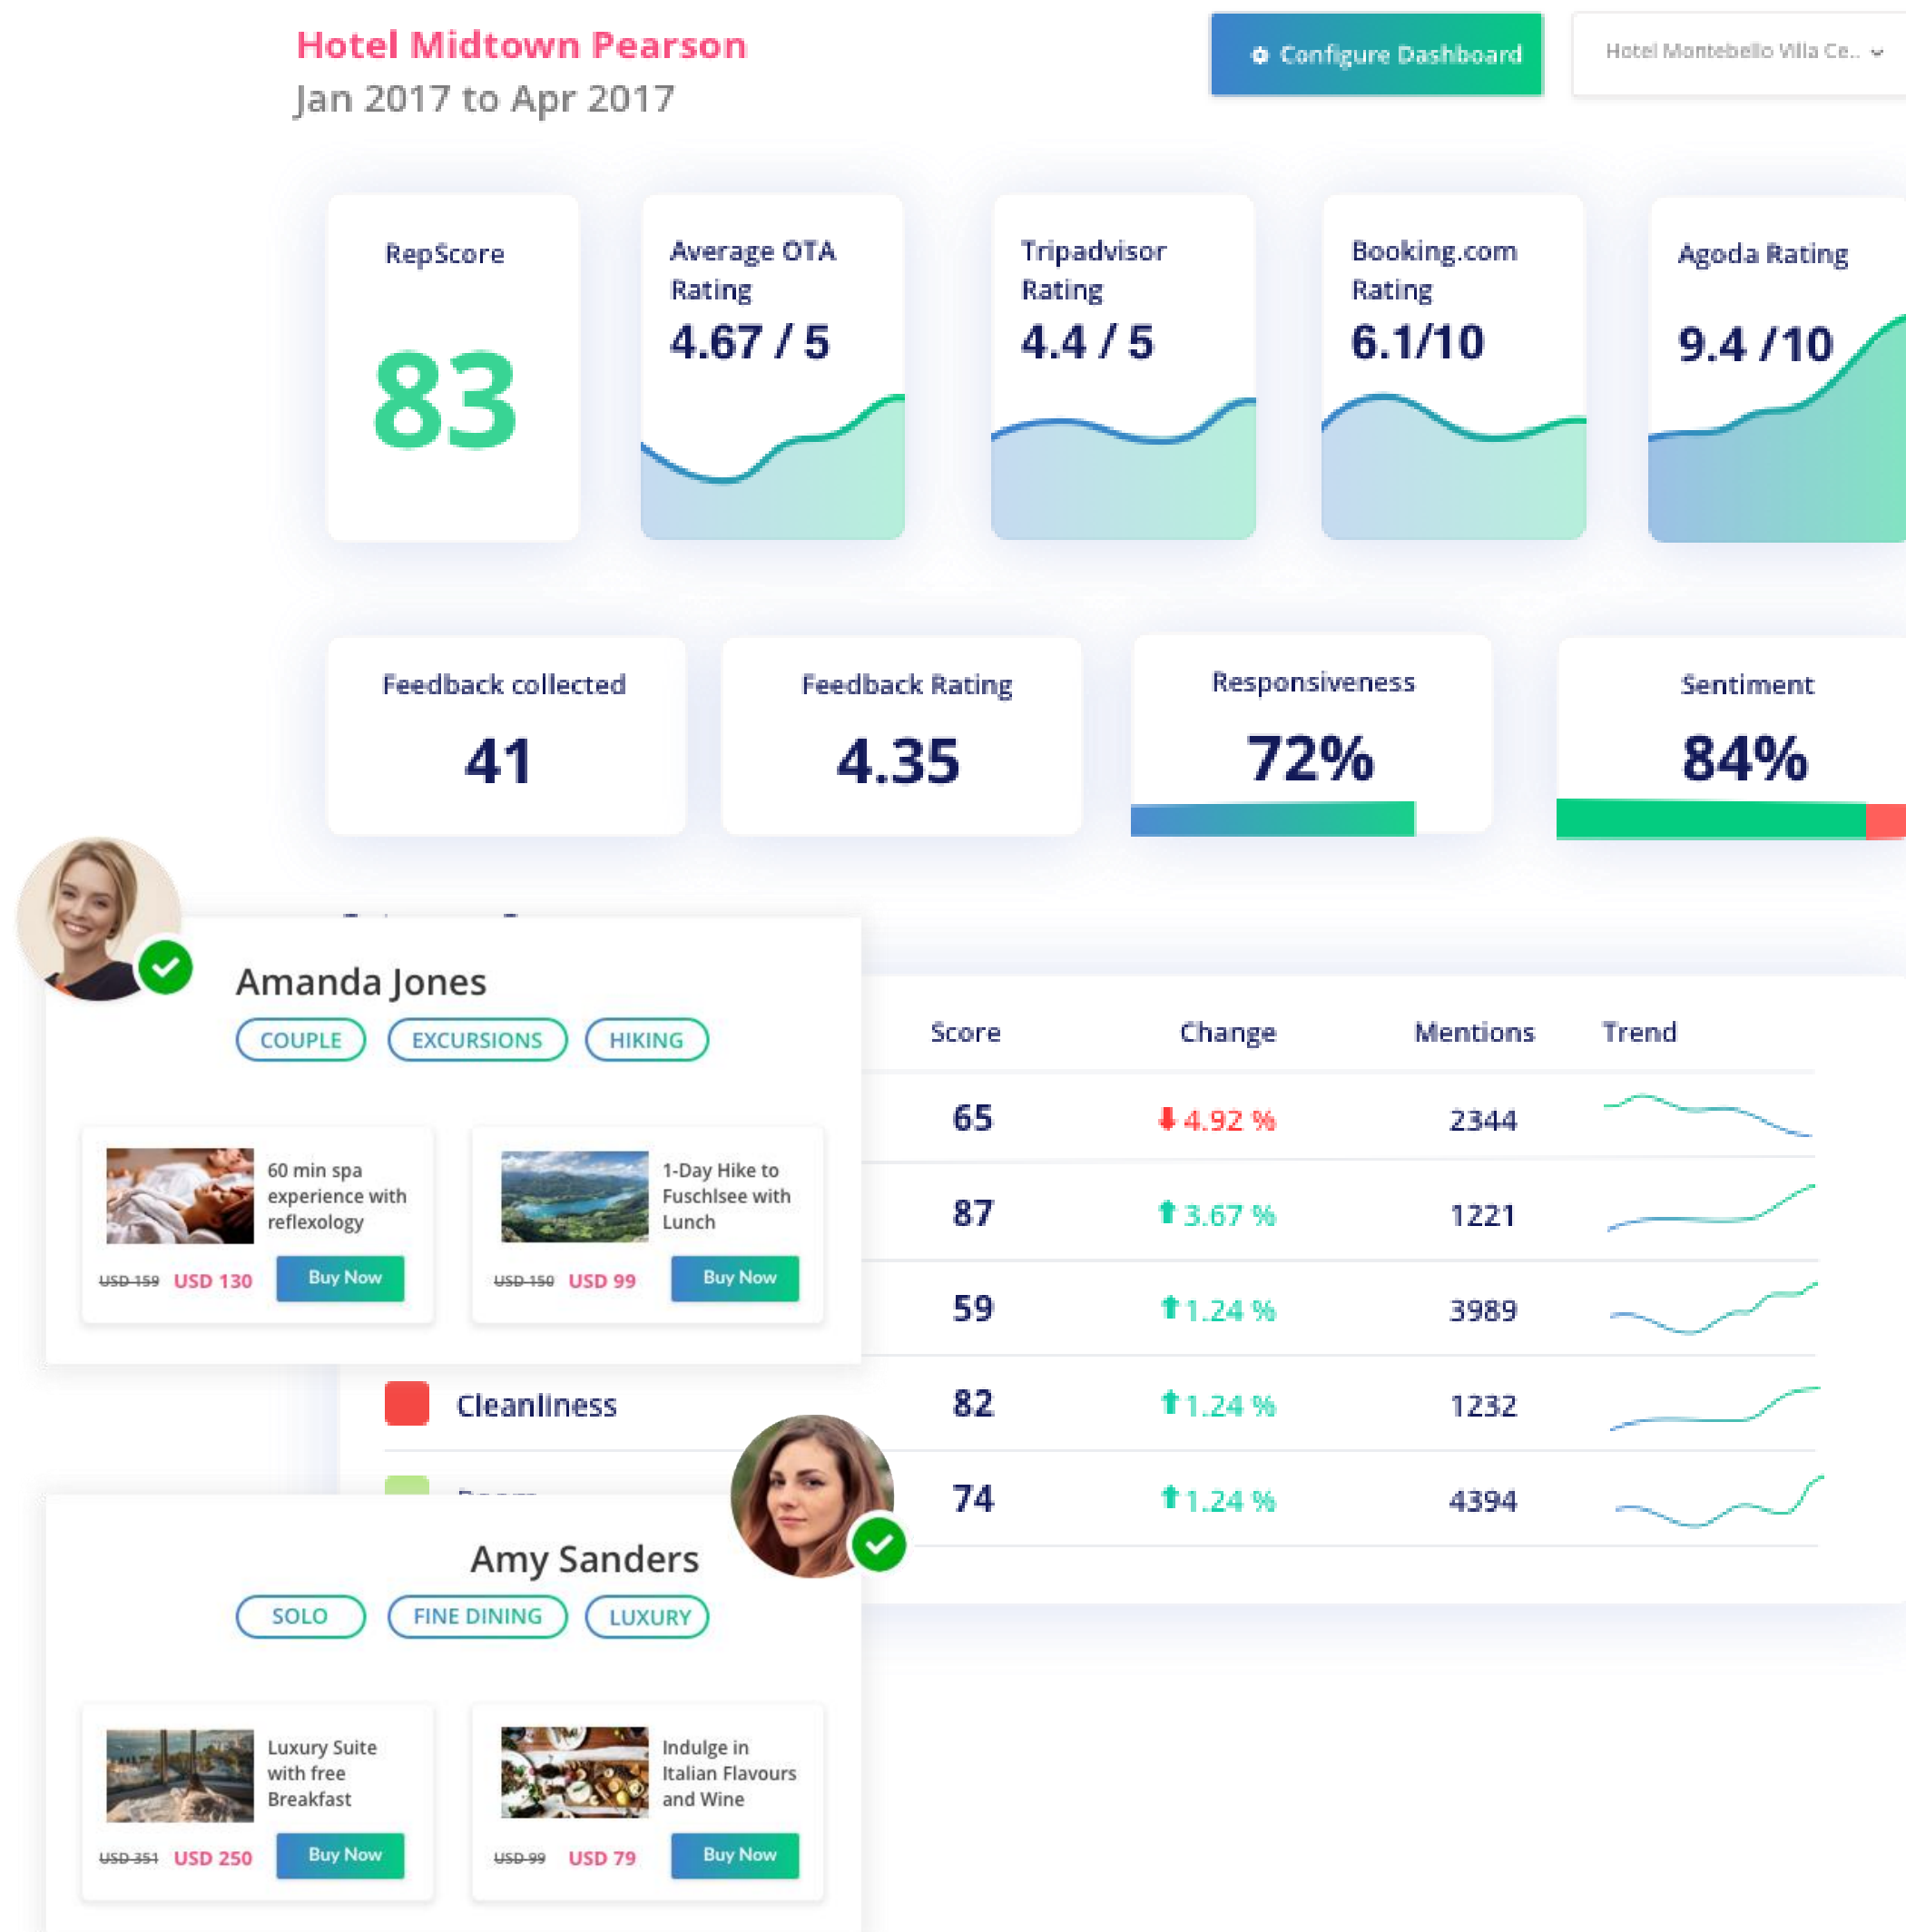 Hotel Midtown Pearson
Jan 2017 to Apr 2017
Configure Dashboard
Hotel Montebello Villa Ce..
RepScore
83
Average OTA
Rating
4.67 / 5
Tripadvisor
Rating
4.4 / 5
Booking.com
Rating
6.1/10
Agoda Rating
9.4 /10
Feedback collected
41
Feedback Rating
4.35
Responsiveness
72%
Sentiment
84%
Amanda Jones
COUPLE EXCURSIONS HIKING
60 min spa
experience with
reflexology
USD 159 USD 130 Buy Now
1-Day Hike to
Fuschlsee with
Lunch
USD 150 USD 99 Buy Now
Score Change Mentions Trend
65 4.92 % 2344
87 3.67 % 1221
59 1.24 % 3989
Cleanliness 82 1.24 % 1232
74 1.24 % 4394
Amy Sanders
SOLO FINE DINING LUXURY
Luxury Suite
with free
Breakfast
USD 351 USD 250 Buy Now
Indulge in
Italian Flavours
and Wine
USD 99 USD 79 Buy Now